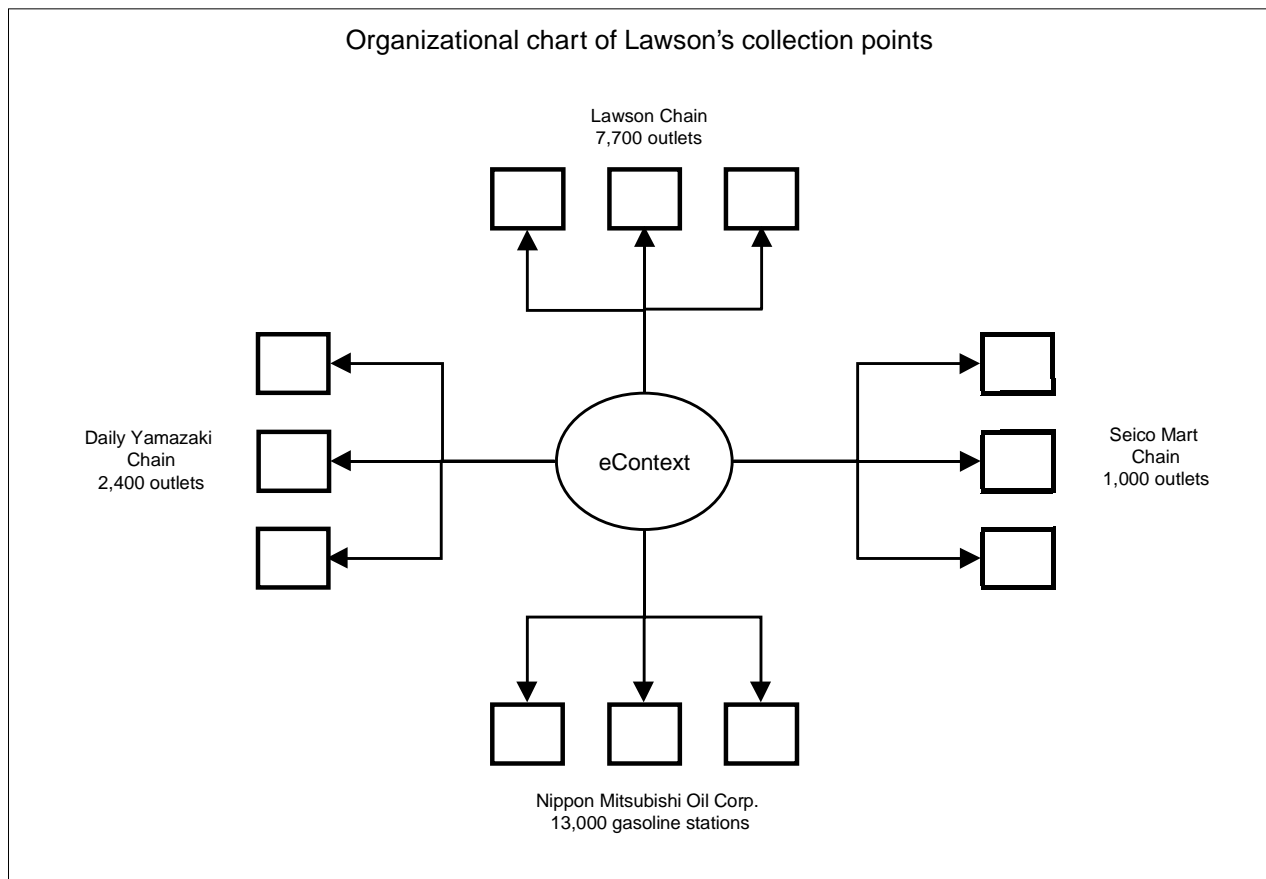 Organizational chart of Lawson’s collection points
Lawson Chain
7,700 outlets
Daily Yamazaki
Chain
2,400 outlets
eContext
Seico Mart
Chain
1,000 outlets
Nippon Mitsubishi Oil Corp.
13,000 gasoline stations